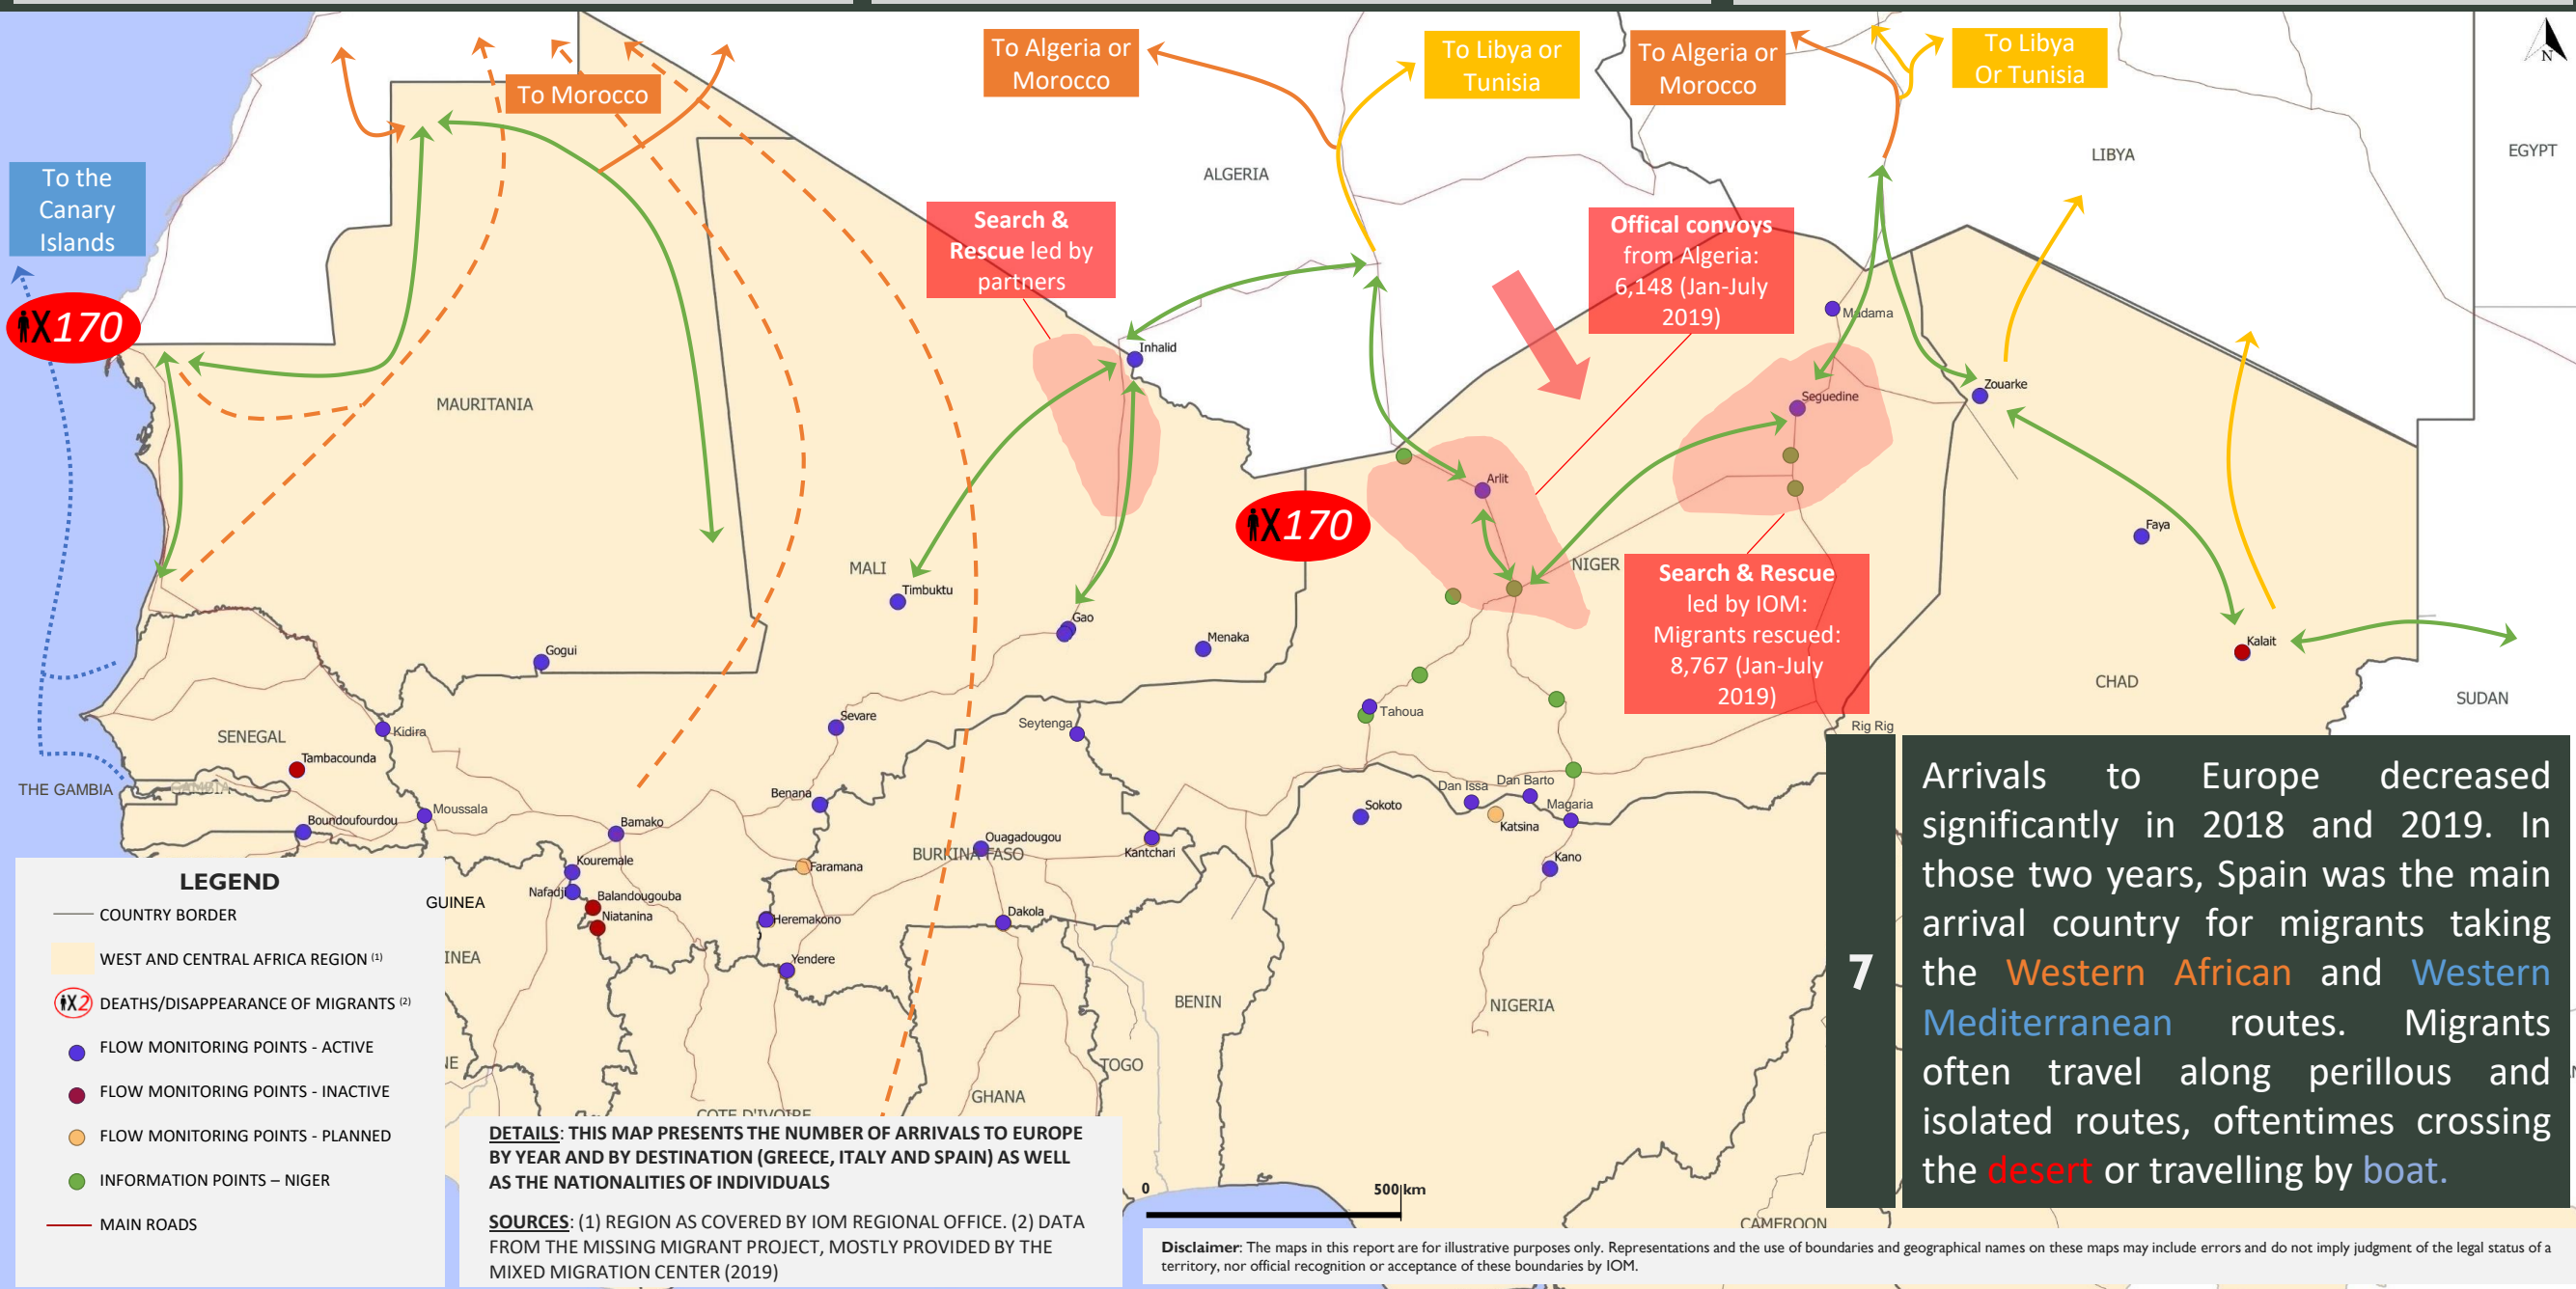 To Morocco
To Algeria or
Morocco
To Libya or
Tunisia
To Algeria or
Morocco
To Libya
Or Tunisia
N
To the
Canary
Islands
ALGERIA
LIBYA
EGYPT
Search &
Rescue led by
partners
Offical convoys
from Algeria:
6,148 (Jan-July
2019)
X170
Madama
Inhalid
MAURITANIA
Zouarke
Seguedine
Arlit
X170
Faya
MALI
Timbuktu
NIGER
Gao
Menaka
Search & Rescue
led by IOM:
Migrants rescued:
8,767 (Jan-July
2019)
Kalait
Gogui
CHAD
SUDAN
Sevare
Seytenga
Tahoua
Rig Rig
SENEGAL
Kidira
Tambacounda
THE GAMBIA
GAMBIA
Benana
Dan Issa
Dan Barto
Magaria
Sokoto
Katsina
Moussala
Boundoufourdou
Bamako
Ouagadougou
BURKINA FASO
Kantchari
Kouremale
Faramana
Kano
Nafadji
Balandougouba
Niatanina
GUINEA
Heremakono
Dakola
INEA
Yendere
BENIN
NIGERIA
NE
TOGO
GHANA
COTE D'IVOIRE
CAMEROON
LEGEND
COUNTRY BORDER
WEST AND CENTRAL AFRICA REGION (1)
X2 DEATHS/DISAPPEARANCE OF MIGRANTS (2)
FLOW MONITORING POINTS - ACTIVE
FLOW MONITORING POINTS - INACTIVE
FLOW MONITORING POINTS - PLANNED
INFORMATION POINTS – NIGER
MAIN ROADS
DETAILS: THIS MAP PRESENTS THE NUMBER OF ARRIVALS TO EUROPE
BY YEAR AND BY DESTINATION (GREECE, ITALY AND SPAIN) AS WELL
AS THE NATIONALITIES OF INDIVIDUALS
SOURCES: (1) REGION AS COVERED BY IOM REGIONAL OFFICE. (2) DATA
FROM THE MISSING MIGRANT PROJECT, MOSTLY PROVIDED BY THE
MIXED MIGRATION CENTER (2019)
0 500 km
7
Arrivals to Europe decreased
significantly in 2018 and 2019. In
those two years, Spain was the main
arrival country for migrants taking
the Western African and Western
Mediterranean routes. Migrants
often travel along perillous and
isolated routes, oftentimes crossing
the desert or travelling by boat.
Disclaimer: The maps in this report are for illustrative purposes only. Representations and the use of boundaries and geographical names on these maps may include errors and do not imply judgment of the legal status of a
territory, nor official recognition or acceptance of these boundaries by IOM.